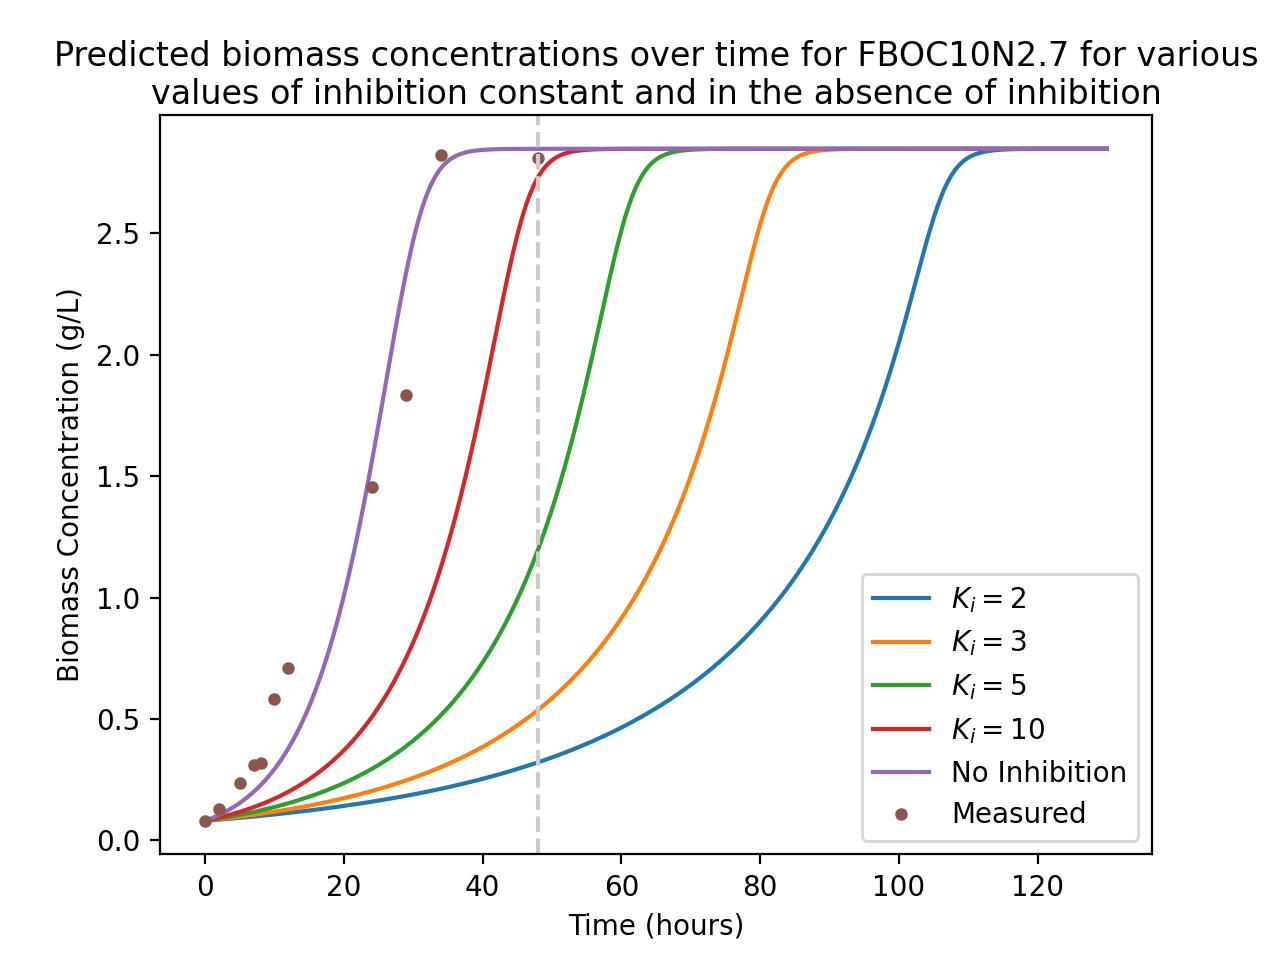 Predicted biomass concentrations over time for FBOC10N2.7 for various
values of inhibition constant and in the absence of inhibition
Biomass Concentration (g/L)
2.5
2.0
1.5
1.0
0.5
0.0
0 20 40 60 80 100 120
Time (hours)
K_i = 2
K_i = 3
K_i = 5
K_i = 10
No Inhibition
Measured